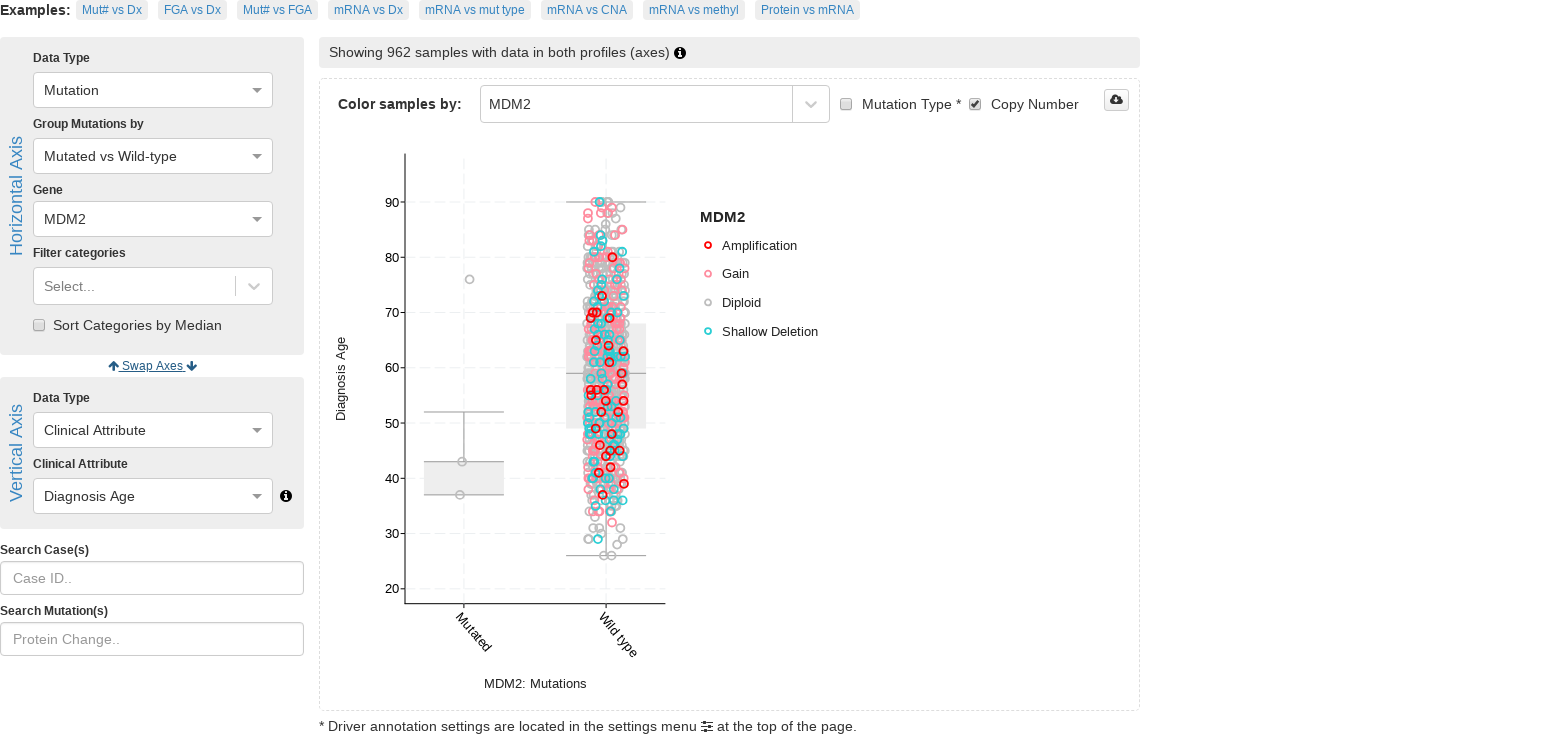 Examples: Mut# vs Dx FGA vs Dx Mut# vs FGA mRNA vs Dx mRNA vs mut type mRNA vs CNA mRNA vs methyl Protein vs mRNA
Horizontal Axis
Data Type
Mutation
Group Mutations by
Mutated vs Wild-type
Gene
MDM2
Filter categories
Select...
Sort Categories by Median
Swap Axes
Vertical Axis
Data Type
Clinical Attribute
Clinical Attribute
Diagnosis Age
Search Case(s)
Case ID..
Search Mutation(s)
Protein Change..
Showing 962 samples with data in both profiles (axes)
Color samples by: MDM2 Mutation Type * Copy Number
Diagnosis Age
90
80
70
60
50
40
30
20
Mutated
Wild type
MDM2: Mutations
MDM2
Amplification
Gain
Diploid
Shallow Deletion
* Driver annotation settings are located in the settings menu at the top of the page.